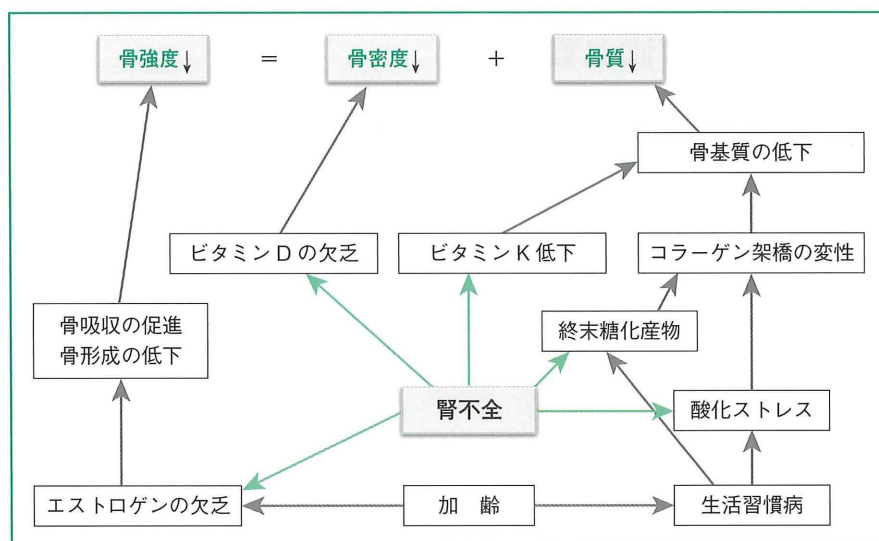 骨強度↓ = 骨密度↓ + 骨質↓
骨基質の低下
ビタミンDの欠乏
ビタミンK低下
コラーゲン架橋の変性
骨吸収の促進
骨形成の低下
終末糖化産物
腎不全
酸化ストレス
エストロゲンの欠乏
加 齢
生活習慣病